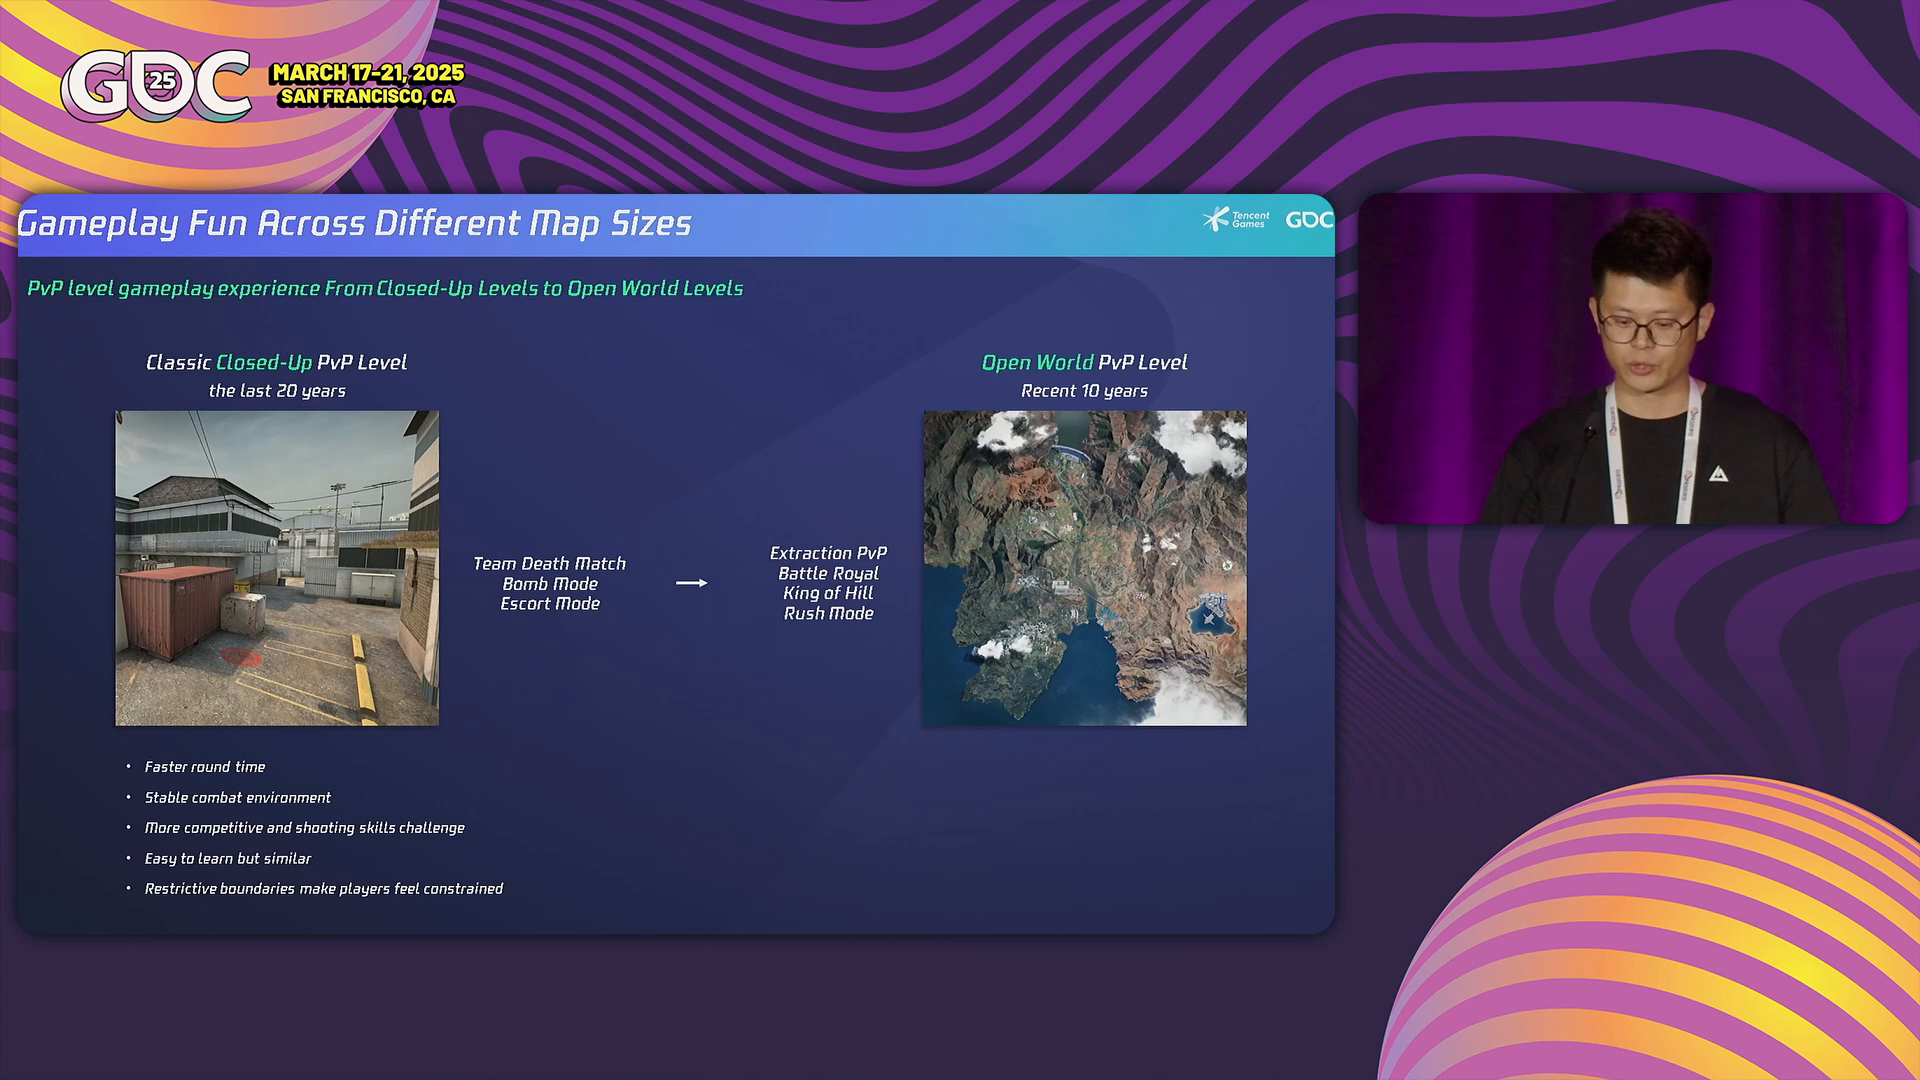 GDC 25
MARCH 17-21, 2025
SAN FRANCISCO, CA
Gameplay Fun Across Different Map Sizes
Tencent
Games
GDC
PvP level gameplay experience From Closed-Up Levels to Open World Levels
Classic Closed-Up PvP Level
the last 20 years
Open World PvP Level
Recent 10 years
Team Death Match
Bomb Mode
Escort Mode
Extraction PvP
Battle Royal
King of Hill
Rush Mode
• Faster round time
• Stable combat environment
• More competitive and shooting skills challenge
• Easy to learn but similar
• Restrictive boundaries make players feel constrained